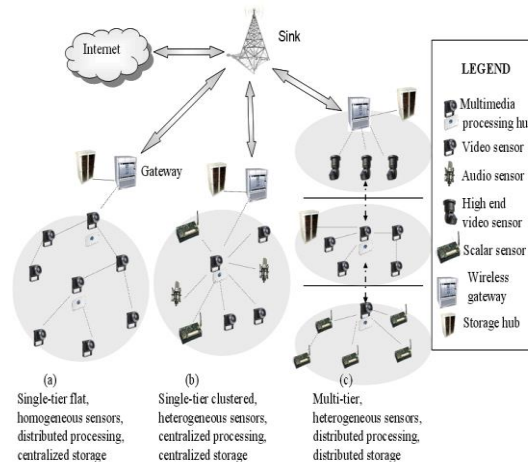 Internet
Sink
Gateway
LEGEND
Multimedia
processing hu
Video sensor
Audio sensor
High end
video sensor
Scalar sensor
Wireless
gateway
Storage hub
(a)
Single-tier flat,
homogeneous sensors,
distributed processing,
centralized storage
(b)
Single-tier clustered,
heterogeneous sensors,
centralized processing,
centralized storage
(c)
Multi-tier,
heterogeneous sensors,
distributed processing,
distributed storage